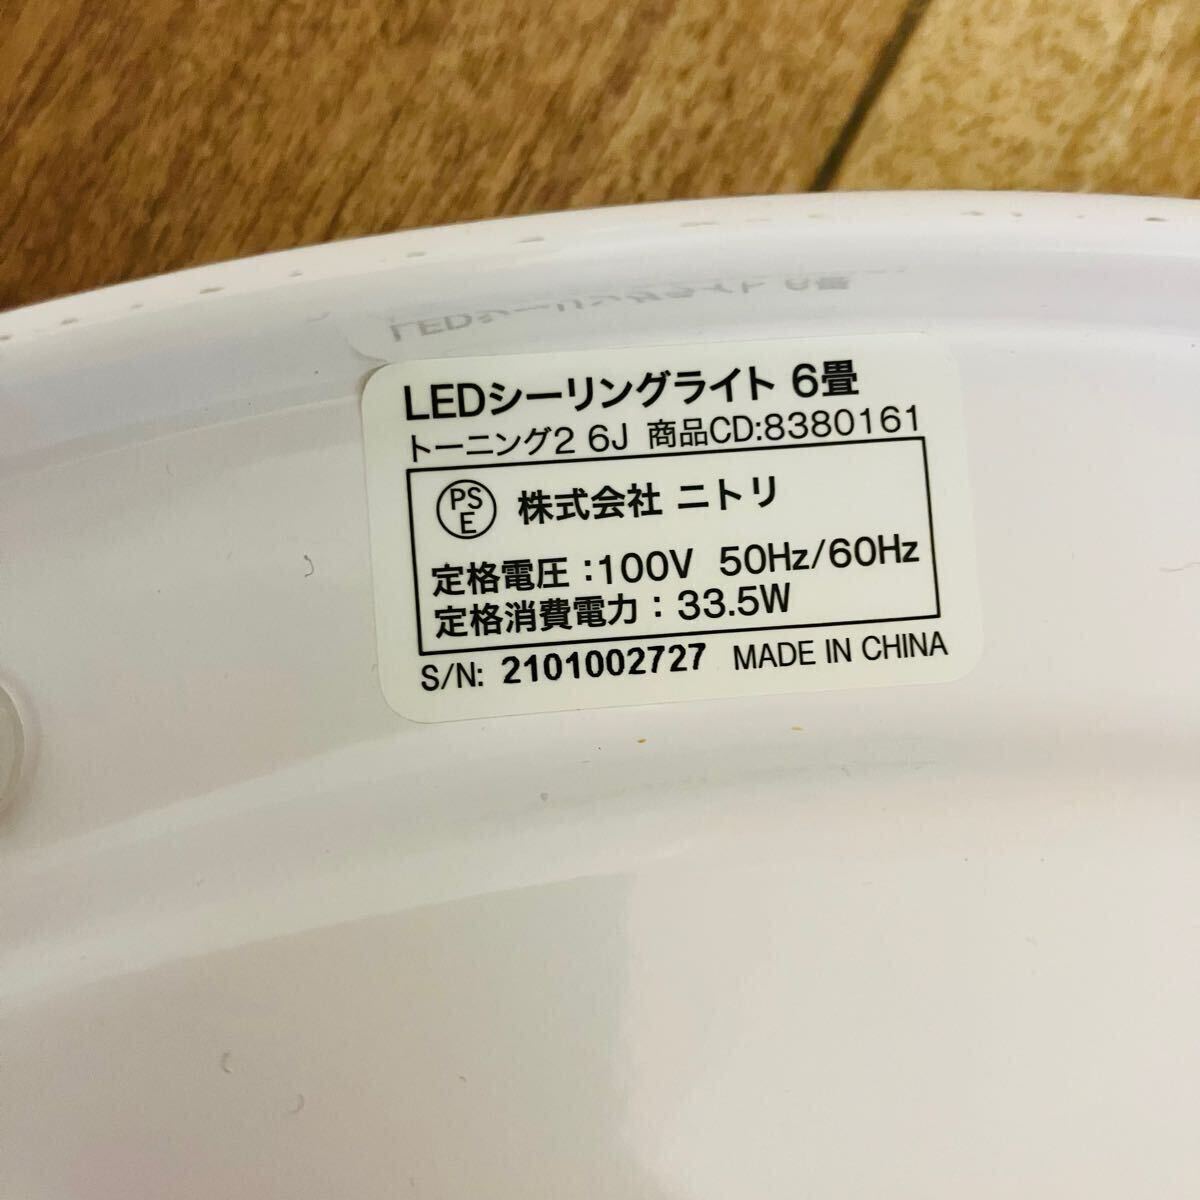 LEDシーリングライト 6畳
トーニング2 6J 商品CD:8380161
PSE 株式会社 ニトリ
定格電圧：100V 50Hz/60Hz
定格消費電力：33.5W
S/N: 2101002727 MADE IN CHINA